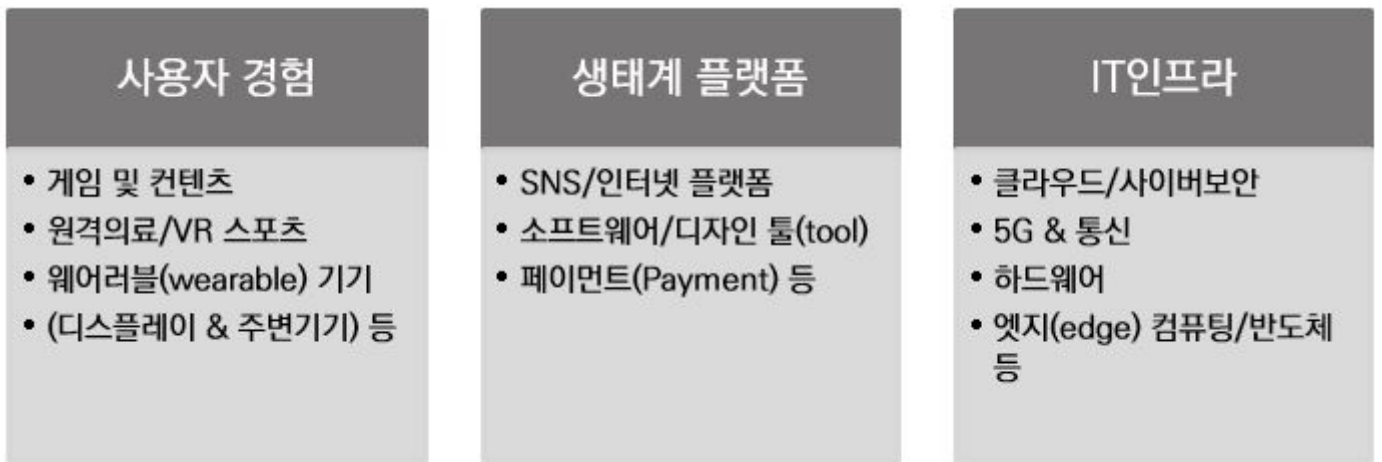 사용자 경험
• 게임 및 컨텐츠
• 원격의료/VR 스포츠
• 웨어러블(wearable) 기기
• (디스플레이 & 주변기기) 등
생태계 플랫폼
• SNS/인터넷 플랫폼
• 소프트웨어/디자인 툴(tool)
• 페이먼트(Payment) 등
IT인프라
• 클라우드/사이버보안
• 5G & 통신
• 하드웨어
• 엣지(edge) 컴퓨팅/반도체
등